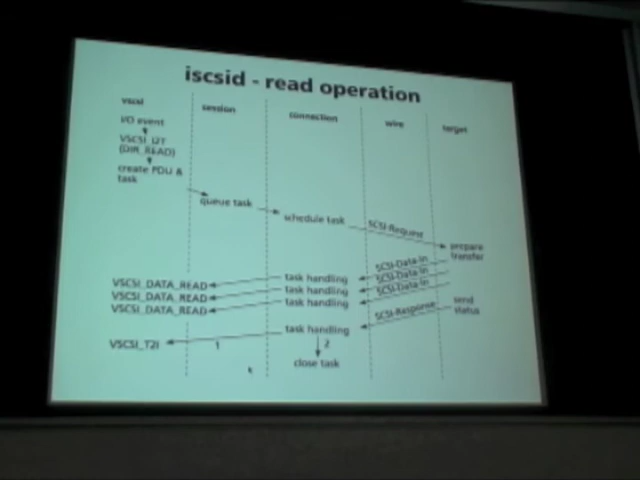 iscsid - read operation
vscsi
session
connection
wire
target
I/O event
VSCSI_I2T
(DIR_READ)
create PDU &
task
queue task
schedule task
SCSI-Request
prepare
transfer
SCSI-Data-In
SCSI-Data-In
SCSI-Data-In
VSCSI_DATA_READ
task handling
VSCSI_DATA_READ
task handling
VSCSI_DATA_READ
task handling
send
status
SCSI-Response
task handling
VSCSI_T2I
1
2
close task